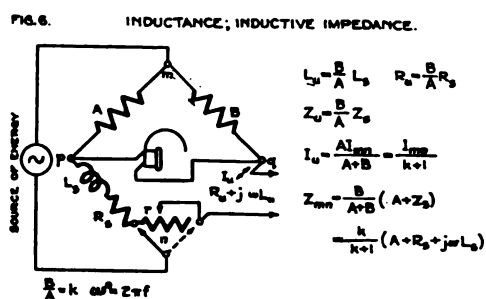 FIG.6. INDUCTANCE; INDUCTIVE IMPEDANCE.
m
A
B
P
q
SOURCE OF ENERGY
L_s
I_u
R_u + jωL_u
R_s
r
n
B/A = k ω = 2πf
L_u = B/A L_s R_u = B/A R_s
Z_u = B/A Z_s
I_u = AI_mn/A+B = I_mn/k+1
Z_mn = B/A+B (A+Z_s)
= k/k+1 (A+R_s+jωL_s)